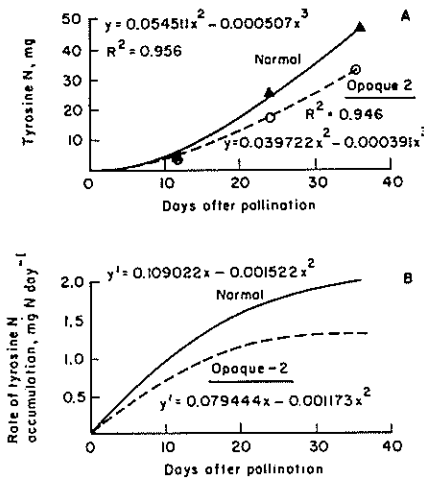 A
y=0.054511x²-0.000507x³
R²=0.956
Normal
Opaque 2
R²=0.946
y=0.039722x²-0.000391x³
Tyrosine N, mg
50
40
30
20
10
0
10
20
30
40
Days after pollination
B
y'=0.109022x-0.001522x²
Normal
Opaque-2
y'=0.079444x-0.001173x²
Rate of tyrosine N
accumulation, mg N day⁻¹
2.0
1.5
1.0
0.5
0
10
20
30
40
Days after pollination